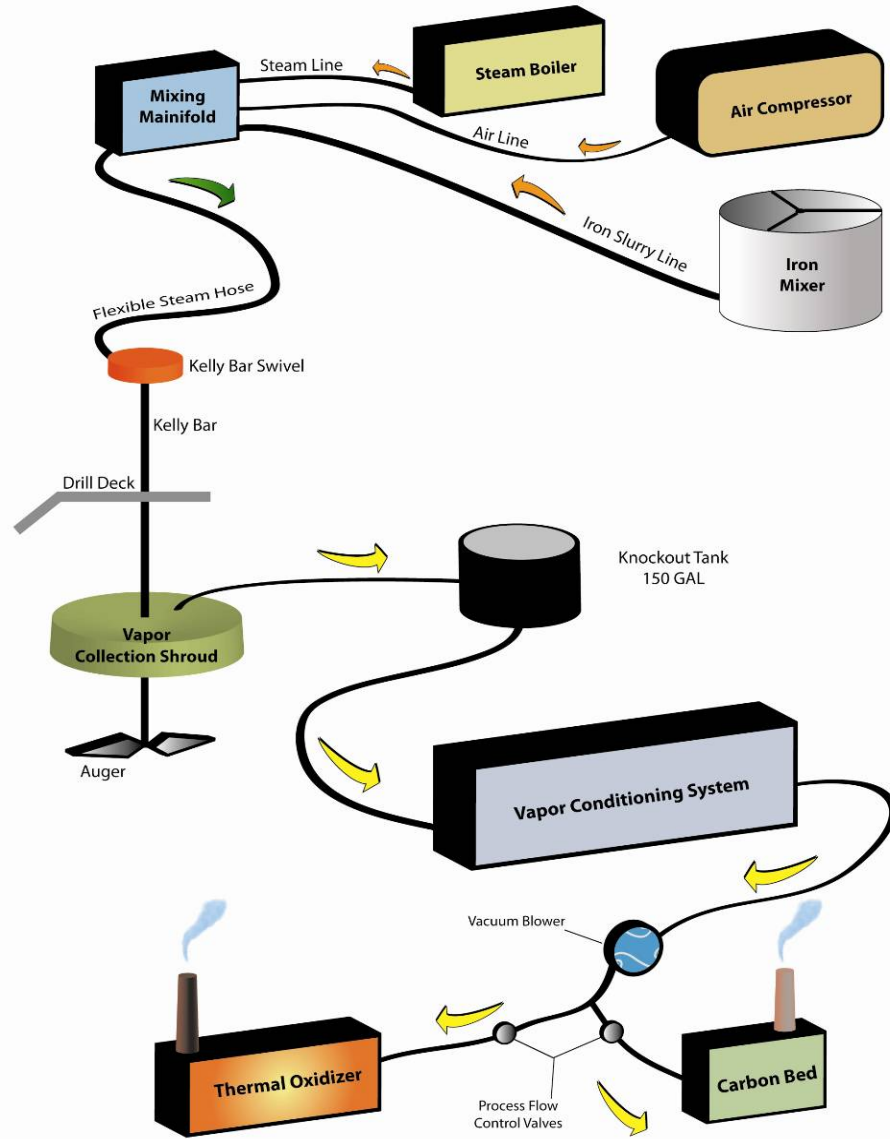 Steam Line
Steam Boiler
Mixing
Mainifold
Air Compressor
Air Line
Iron Slurry Line
Iron
Mixer
Flexible Steam Hose
Kelly Bar Swivel
Kelly Bar
Drill Deck
Knockout Tank
150 GAL
Vapor
Collection Shroud
Auger
Vapor Conditioning System
Vacuum Blower
Thermal Oxidizer
Carbon Bed
Process Flow
Control Valves